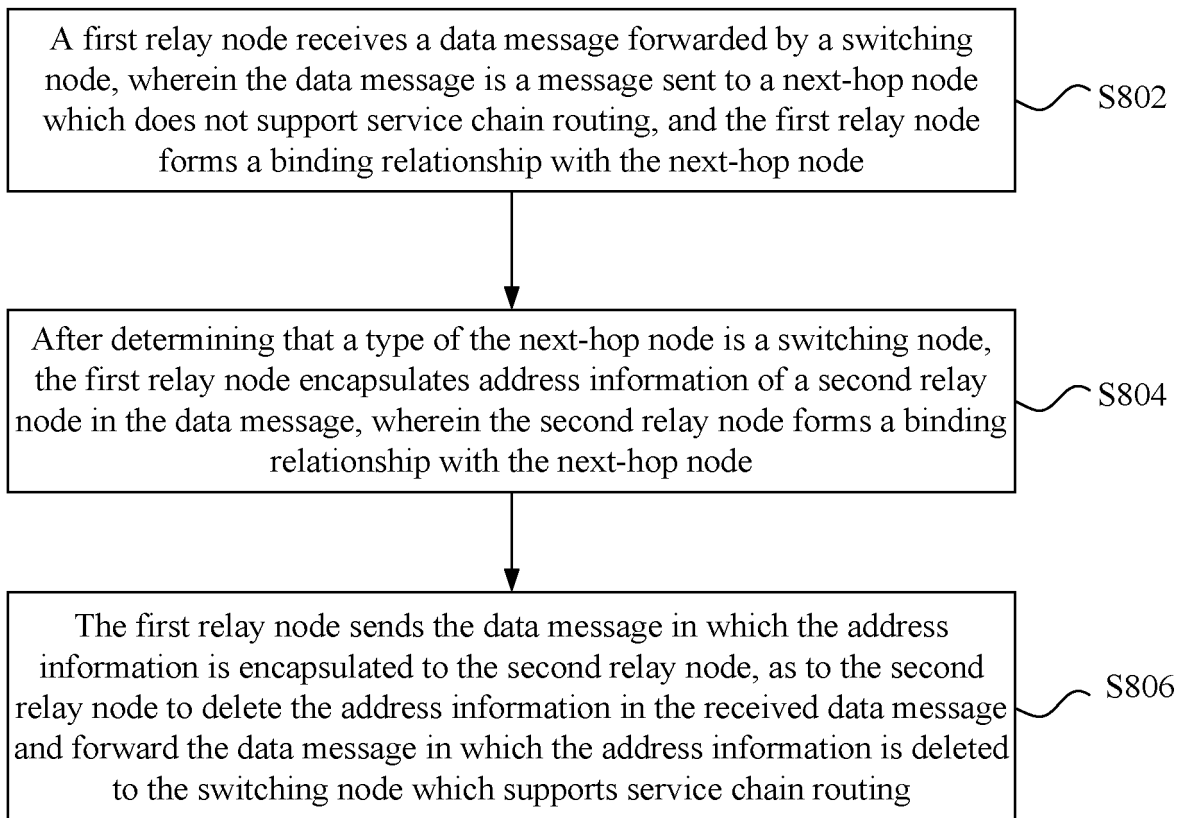 A first relay node receives a data message forwarded by a switching
node, wherein the data message is a message sent to a next-hop node
which does not support service chain routing, and the first relay node
forms a binding relationship with the next-hop node
S802
After determining that a type of the next-hop node is a switching node,
the first relay node encapsulates address information of a second relay
node in the data message, wherein the second relay node forms a binding
relationship with the next-hop node
S804
The first relay node sends the data message in which the address
information is encapsulated to the second relay node, as to the second
relay node to delete the address information in the received data message
and forward the data message in which the address information is deleted
to the switching node which supports service chain routing
S806